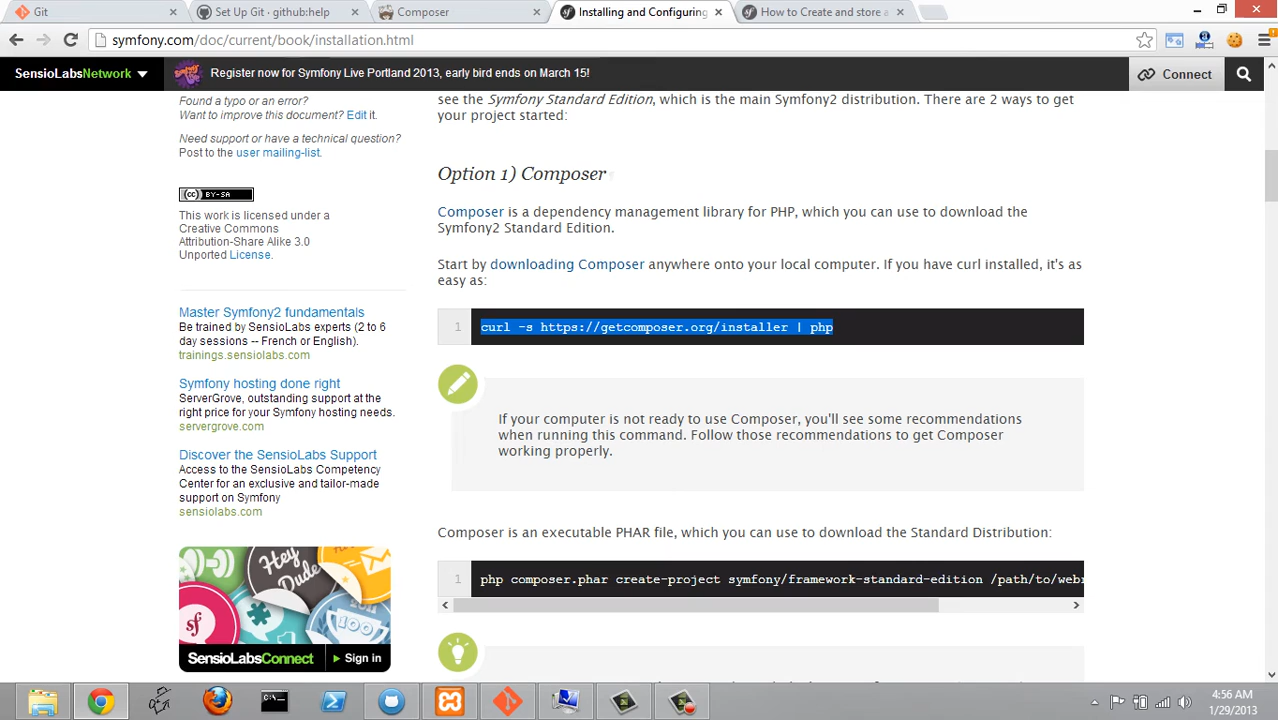 Git
Set Up Git · github:help
Composer
Installing and Configuring
How to Create and store a
symfony.com/doc/current/book/installation.html
SensioLabsNetwork
Register now for Symfony Live Portland 2013, early bird ends on March 15!
Connect
Found a typo or an error?
Want to improve this document? Edit it.
Need support or have a technical question?
Post to the user mailing-list.
cc BY-SA
This work is licensed under a
Creative Commons
Attribution-Share Alike 3.0
Unported License.
Master Symfony2 fundamentals
Be trained by SensioLabs experts (2 to 6
day sessions -- French or English).
trainings.sensiolabs.com
Symfony hosting done right
ServerGrove, outstanding support at the
right price for your Symfony hosting needs.
servergrove.com
Discover the SensioLabs Support
Access to the SensioLabs Competency
Center for an exclusive and tailor-made
support on Symfony
sensiolabs.com
Hey
Dude
sf
100
101
SensioLabsConnect
Sign in
see the Symfony Standard Edition, which is the main Symfony2 distribution. There are 2 ways to get
your project started:
Option 1) Composer
Composer is a dependency management library for PHP, which you can use to download the
Symfony2 Standard Edition.
Start by downloading Composer anywhere onto your local computer. If you have curl installed, it's as
easy as:
1 curl -s https://getcomposer.org/installer | php
If your computer is not ready to use Composer, you'll see some recommendations
when running this command. Follow those recommendations to get Composer
working properly.
Composer is an executable PHAR file, which you can use to download the Standard Distribution:
1 php composer.phar create-project symfony/framework-standard-edition /path/to/webr
4:56 AM
1/29/2013